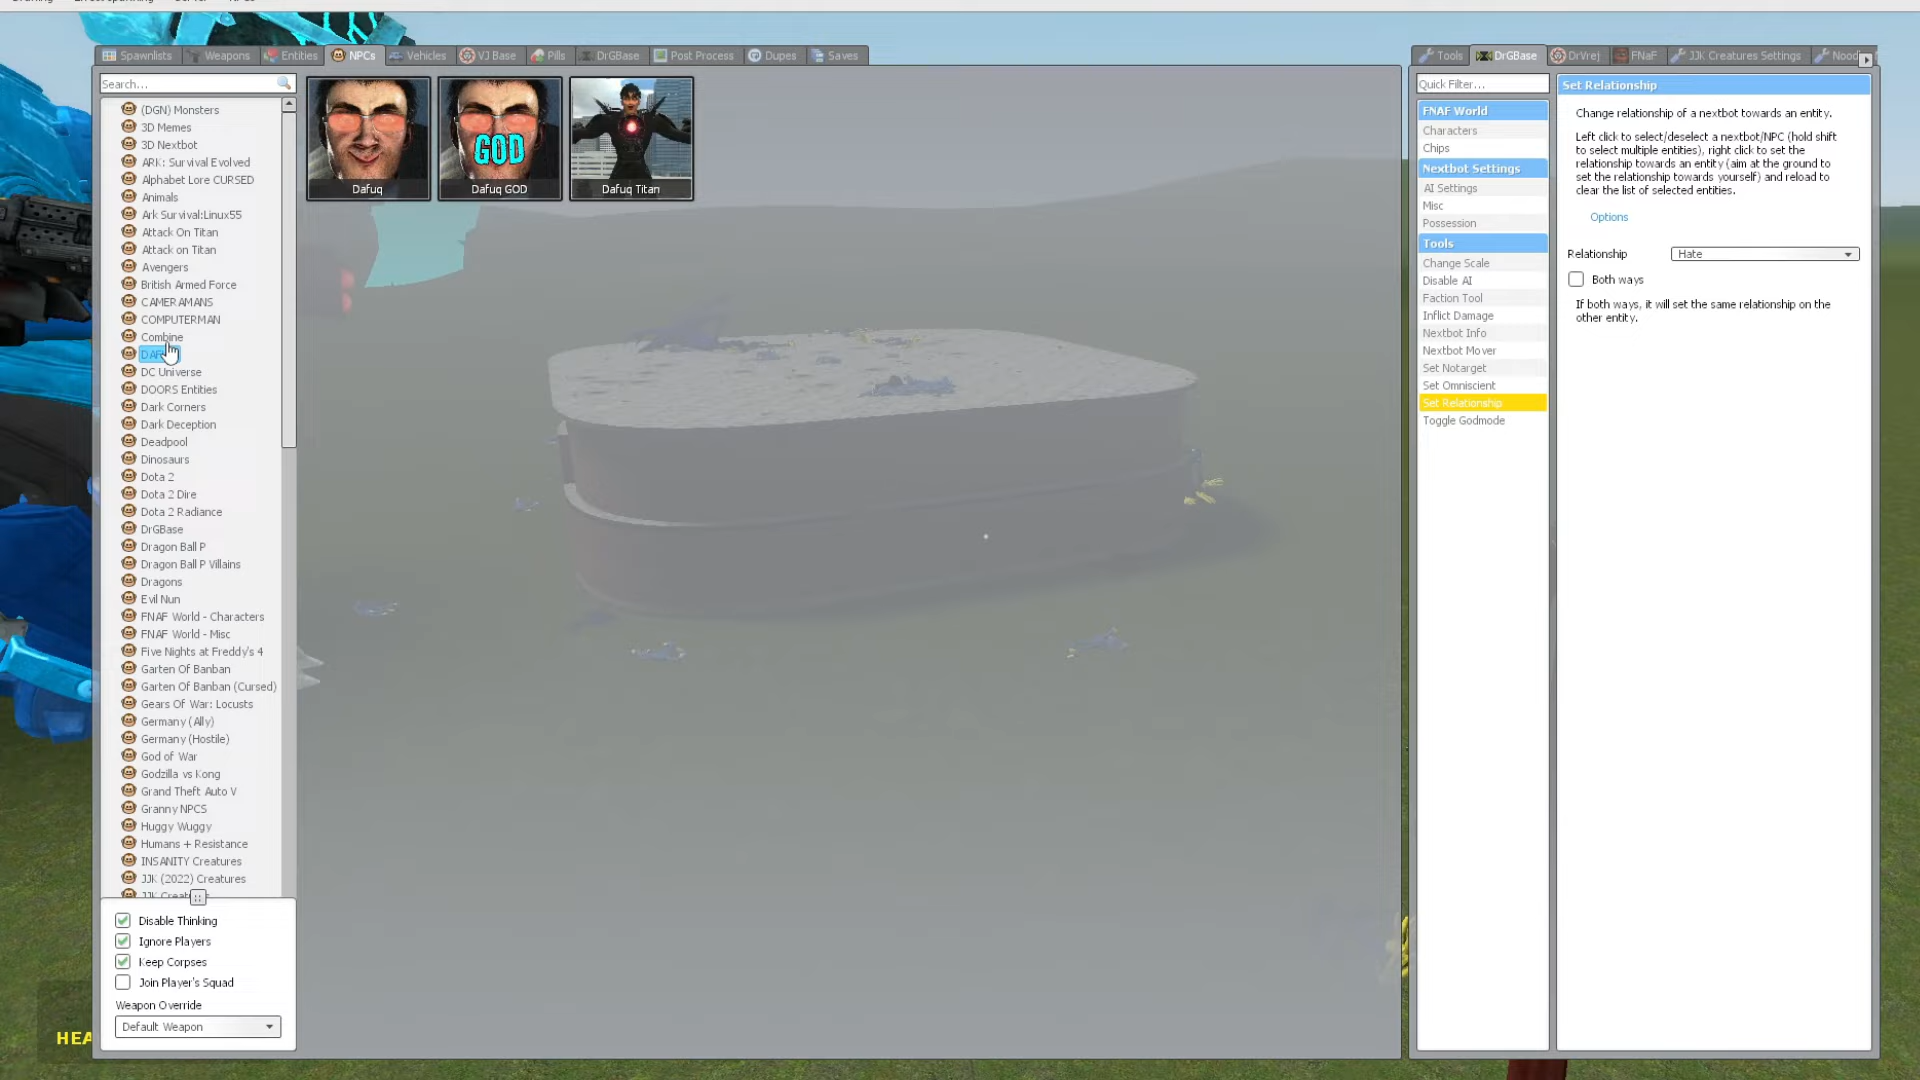 Spawnlists Weapons Entities NPCs Vehicles VJ Base Pills DrGBase Post Process Dupes Saves
Search...
(DGN) Monsters
3D Memes
3D Nextbot
ARK: Survival Evolved
Alphabet Lore CURSED
Animals
Ark Survival:Linux55
Attack On Titan
Attack on Titan
Avengers
British Armed Force
CAMERAMANS
COMPUTERMAN
Combine
DC Universe
DOORS Entities
Dark Corners
Dark Deception
Deadpool
Dinosaurs
Dota 2
Dota 2 Dire
Dota 2 Radiance
DrGBase
Dragon Ball P
Dragon Ball P Villains
Dragons
Evil Nun
FNAF World - Characters
FNAF World - Misc
Five Nights at Freddy's 4
Garten Of Banban
Garten Of Banban (Cursed)
Gears Of War: Locusts
Germany (Ally)
Germany (Hostile)
God of War
Godzilla vs Kong
Grand Theft Auto V
Granny NPCS
Huggy Wuggy
Humans + Resistance
INSANITY Creatures
JJK (2022) Creatures
Disable Thinking
Ignore Players
Keep Corpses
Join Player's Squad
Weapon Override
Default Weapon
GOD
Dafuq
Dafuq GOD
Dafuq Titan
Tools DrGBase DrVrej FNaF JJK Creatures Settings
Quick Filter...
FNAF World
Characters
Chips
Nextbot Settings
AI Settings
Misc
Possession
Tools
Change Scale
Disable AI
Faction Tool
Inflict Damage
Nextbot Info
Nextbot Mover
Set Notarget
Set Omniscient
Set Relationship
Toggle Godmode
Set Relationship
Change relationship of a nextbot towards an entity.
Left click to select/deselect a nextbot/NPC (hold shift
to select multiple entities), right click to set the
relationship towards an entity (aim at the ground to
set the relationship towards yourself) and reload to
clear the list of selected entities.
Options
Relationship Hate
Both ways
If both ways, it will set the same relationship on the
other entity.